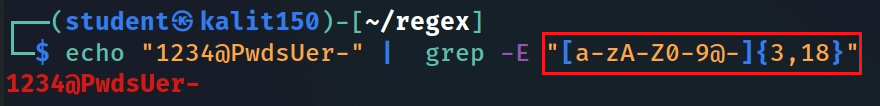 ┌──(student㉿kalit150)-[~/regex]
└─$ echo "1234@PwdsUer-" | grep -E "[a-zA-Z0-9@-]{3,18}"
1234@PwdsUer-